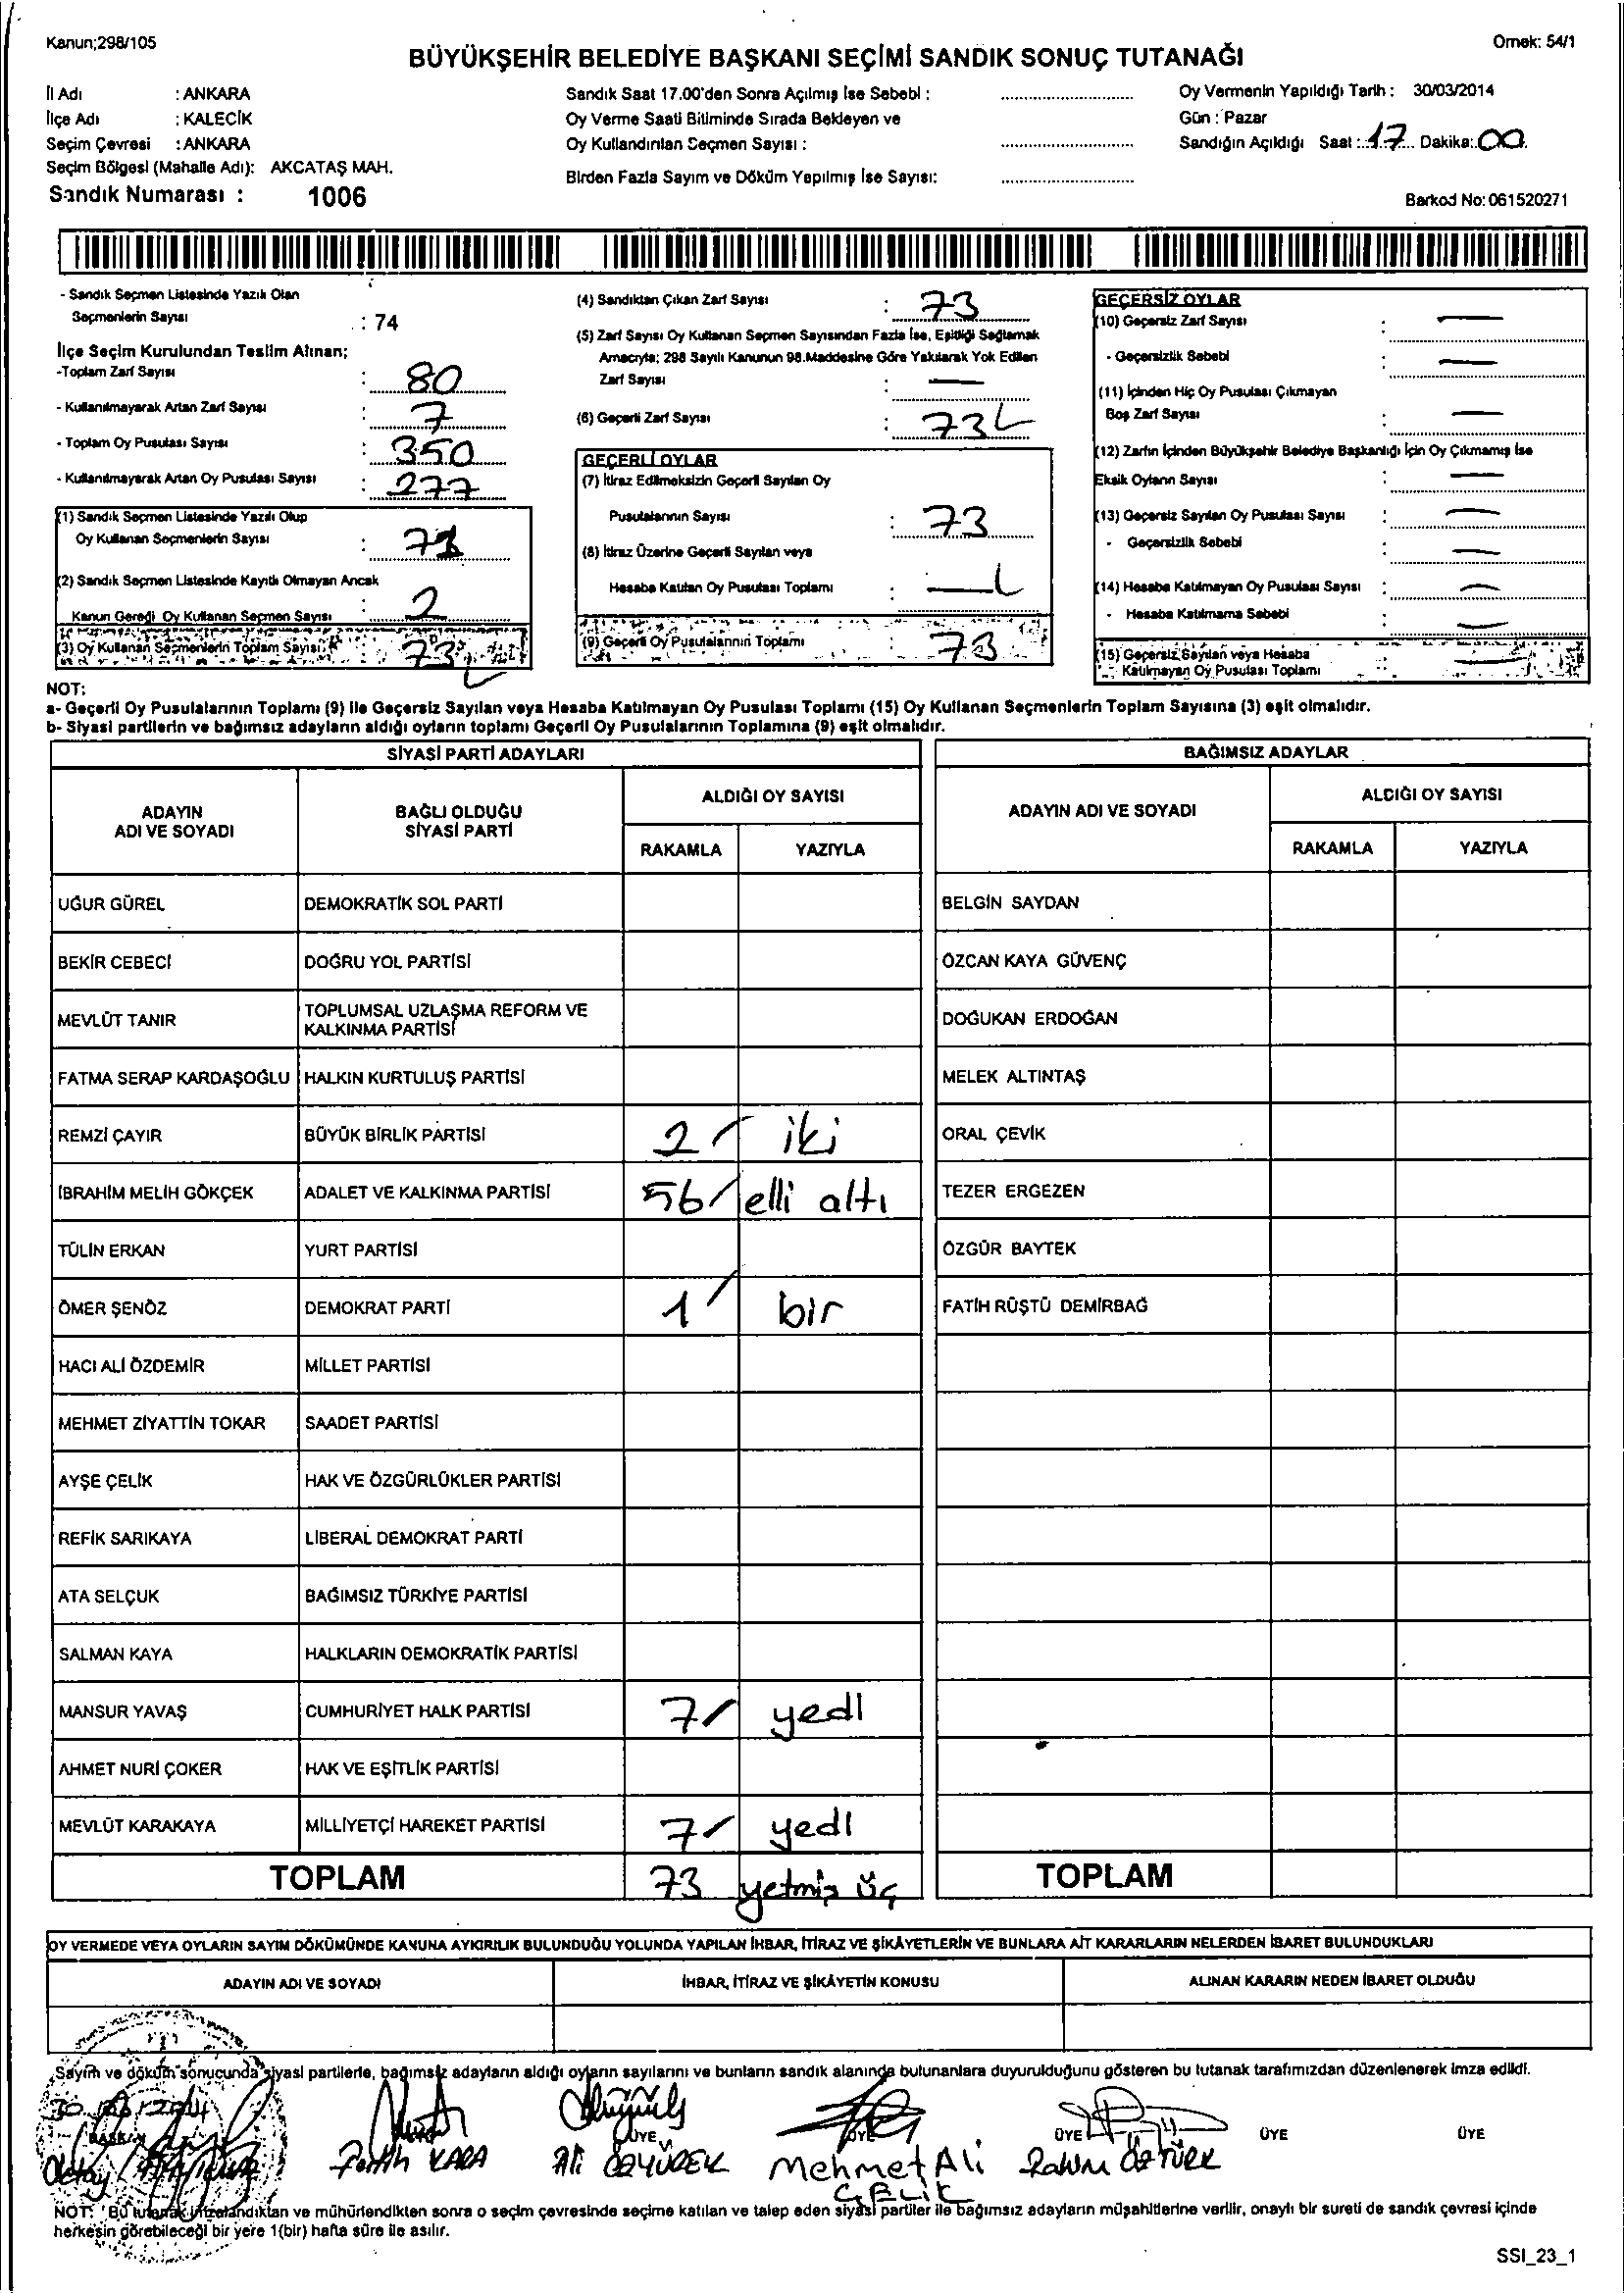 Kanun;298/105
Örnek: 54/1
BÜYÜKŞEHİR BELEDİYE BAŞKANI SEÇİMİ SANDIK SONUÇ TUTANAĞI
İl Adı : ANKARA
İlçe Adı : KALECİK
Seçim Çevresi : ANKARA
Seçim Bölgesi (Mahalle Adı): AKCATAŞ MAH.
Sandık Numarası : 1006
Sandık Saat 17.00'den Sonra Açılmış İse Sebebi :
Oy Verme Saati Bitiminde Sırada Bekleyen ve
Oy Kullandırılan Seçmen Sayısı :
Birden Fazla Sayım ve Döküm Yapılmış İse Sayısı:
Oy Vermenin Yapıldığı Tarih : 30/03/2014
Gün : Pazar
Sandığın Açıldığı Saat : 17 Dakika: 00
Barkod No: 061520271
- Sandık Seçmen Listesinde Yazılı Olan
Seçmenlerin Sayısı : 74
İlçe Seçim Kurulundan Teslim Alınan;
-Toplam Zarf Sayısı : 80
- Kullanılmayarak Artan Zarf Sayısı : 7
- Toplam Oy Pusulası Sayısı : 350
- Kullanılmayarak Artan Oy Pusulası Sayısı : 277
(1) Sandık Seçmen Listesinde Yazılı Olup
Oy Kullanan Seçmenlerin Sayısı : 71
(2) Sandık Seçmen Listesinde Kayıtlı Olmayan Ancak
Kanun Gereği Oy Kullanan Seçmen Sayısı : 2
(3) Oy Kullanan Seçmenlerin Toplam Sayısı: 73
(4) Sandıktan Çıkan Zarf Sayısı : 73
(5) Zarf Sayısı Oy Kullanan Seçmen Sayısından Fazla İse, Eşitliği Sağlamak
Amacıyla; 298 Sayılı Kanunun 98.Maddesine Göre Yakılarak Yok Edilen
Zarf Sayısı : —
(6) Geçerli Zarf Sayısı : 73
GEÇERLİ OYLAR
(7) İtiraz Edilmeksizin Geçerli Sayılan Oy
Pusulalarının Sayısı : 73
(8) İtiraz Üzerine Geçerli Sayılan veya
Hesaba Katılan Oy Pusulası Toplamı : —
(9) Geçerli Oy Pusulalarının Toplamı : 73
GEÇERSİZ OYLAR
(10) Geçersiz Zarf Sayısı : —
- Geçersizlik Sebebi : —
(11) İçinden Hiç Oy Pusulası Çıkmayan
Boş Zarf Sayısı : —
(12) Zarfın İçinden Büyükşehir Belediye Başkanlığı İçin Oy Çıkmamış İse
Eksik Oyların Sayısı : —
(13) Geçersiz Sayılan Oy Pusulası Sayısı : —
- Geçersizlik Sebebi : —
(14) Hesaba Katılmayan Oy Pusulası Sayısı : —
- Hesaba Katılmama Sebebi : —
(15) Geçersiz Sayılan veya Hesaba
Katılmayan Oy Pusulası Toplamı : —
NOT:
a- Geçerli Oy Pusulalarının Toplamı (9) ile Geçersiz Sayılan veya Hesaba Katılmayan Oy Pusulası Toplamı (15) Oy Kullanan Seçmenlerin Toplam Sayısına (3) eşit olmalıdır.
b- Siyasi partilerin ve bağımsız adayların aldığı oyların toplamı Geçerli Oy Pusulalarının Toplamına (9) eşit olmalıdır.
SİYASİ PARTİ ADAYLARI
ADAYIN ADI VE SOYADI
BAĞLI OLDUĞU SİYASİ PARTİ
ALDIĞI OY SAYISI
RAKAMLA YAZIYLA
UĞUR GÜREL DEMOKRATİK SOL PARTİ
BEKİR CEBECİ DOĞRU YOL PARTİSİ
MEVLÜT TANIR TOPLUMSAL UZLAŞMA REFORM VE
KALKINMA PARTİSİ
FATMA SERAP KARDAŞOĞLU HALKIN KURTULUŞ PARTİSİ
REMZİ ÇAYIR BÜYÜK BİRLİK PARTİSİ 2 / iki
İBRAHİM MELİH GÖKÇEK ADALET VE KALKINMA PARTİSİ 56 / elli altı
TÜLİN ERKAN YURT PARTİSİ
ÖMER ŞENÖZ DEMOKRAT PARTİ 1 / bir
HACI ALİ ÖZDEMİR MİLLET PARTİSİ
MEHMET ZİYATTİN TOKAR SAADET PARTİSİ
AYŞE ÇELİK HAK VE ÖZGÜRLÜKLER PARTİSİ
REFİK SARIKAYA LİBERAL DEMOKRAT PARTİ
ATA SELÇUK BAĞIMSIZ TÜRKİYE PARTİSİ
SALMAN KAYA HALKLARIN DEMOKRATİK PARTİSİ
MANSUR YAVAŞ CUMHURİYET HALK PARTİSİ 7 / yedi
AHMET NURİ ÇOKER HAK VE EŞİTLİK PARTİSİ
MEVLÜT KARAKAYA MİLLİYETÇİ HAREKET PARTİSİ 7 / yedi
TOPLAM 73 yetmiş üç
BAĞIMSIZ ADAYLAR
ADAYIN ADI VE SOYADI
ALDIĞI OY SAYISI
RAKAMLA YAZIYLA
BELGİN SAYDAN
ÖZCAN KAYA GÜVENÇ
DOĞUKAN ERDOĞAN
MELEK ALTINTAŞ
ORAL ÇEVİK
TEZER ERGEZEN
ÖZGÜR BAYTEK
FATİH RÜŞTÜ DEMİRBAĞ
TOPLAM
OY VERMEDE VEYA OYLARIN SAYIM DÖKÜMÜNDE KANUNA AYKIRILIK BULUNDUĞU YOLUNDA YAPILAN İHBAR, İTİRAZ VE ŞİKÂYETLERİN VE BUNLARA AİT KARARLARIN NELERDEN İBARET BULUNDUKLARI
ADAYIN ADI VE SOYADI İHBAR, İTİRAZ VE ŞİKÂYETİN KONUSU ALINAN KARARIN NEDEN İBARET OLDUĞU
Sayım ve döküm sonucunda siyasi partilerle, bağımsız adayların aldığı oyların sayılarını ve bunların sandık alanında bulunanlara duyurulduğunu gösteren bu tutanak tarafımızdan düzenlenerek imza edildi.
BAŞKAN ÜYE ÜYE ÜYE ÜYE ÜYE
Oktay Fatih KARA Ali ÖZYÜREK Mehmet Ali ÖZTÜRK
ÇELİK
NOT: Bu tutanak imzalandıktan ve mühürlendikten sonra o seçim çevresinde seçime katılan ve talep eden siyasi partiler ile bağımsız adayların müşahitlerine verilir, onaylı bir sureti de sandık çevresi içinde
herkesin görebileceği bir yere 1(bir) hafta süre ile asılır.
SSI_23_1